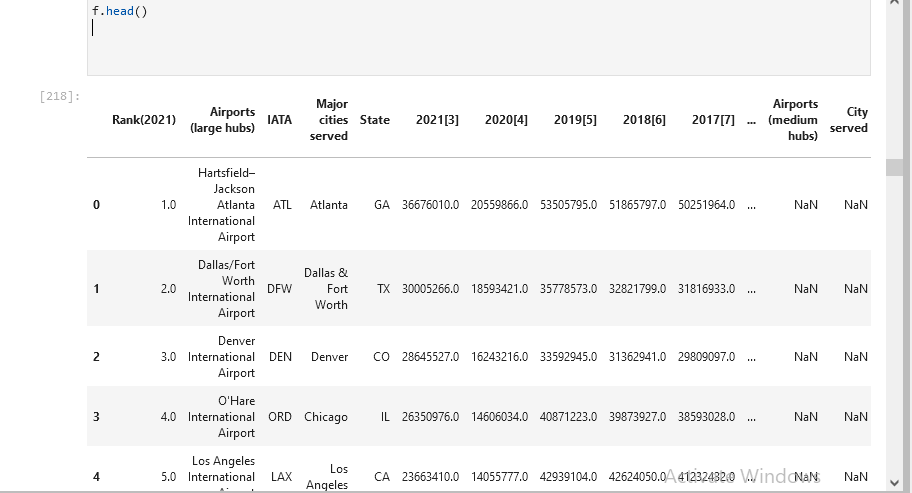 f.head()
[218]:
Rank(2021) Airports (large hubs) IATA Major cities served State 2021[3] 2020[4] 2019[5] 2018[6] 2017[7] ... Airports (medium hubs) City served
0 1.0 Hartsfield–Jackson Atlanta International Airport ATL Atlanta GA 36676010.0 20559866.0 53505795.0 51865797.0 50251964.0 ... NaN NaN
1 2.0 Dallas/Fort Worth International Airport DFW Dallas & Fort Worth TX 30005266.0 18593421.0 35778573.0 32821799.0 31816933.0 ... NaN NaN
2 3.0 Denver International Airport DEN Denver CO 28645527.0 16243216.0 33592945.0 31362941.0 29809097.0 ... NaN NaN
3 4.0 O'Hare International Airport ORD Chicago IL 26350976.0 14606034.0 40871223.0 39873927.0 38593028.0 ... NaN NaN
4 5.0 Los Angeles International LAX Los Angeles CA 23663410.0 14055777.0 42939104.0 42624050.0 41232432.0 ... NaN NaN
Activate Windows